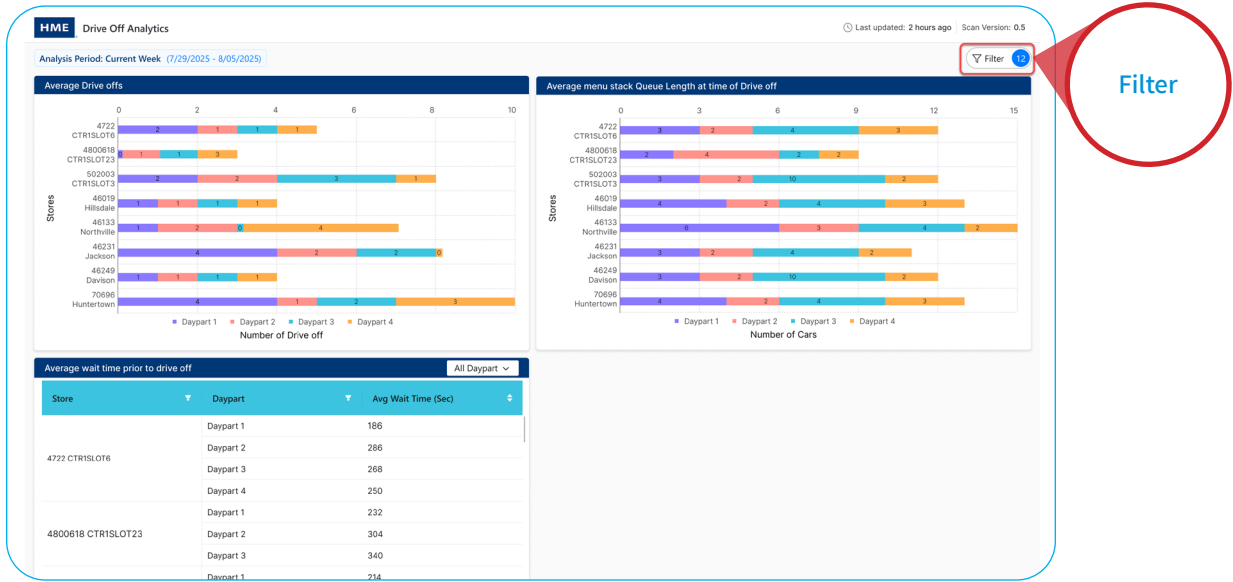 HME Drive Off Analytics
Last updated: 2 hours ago Scan Version: 0.5
Analysis Period: Current Week (7/29/2025 - 8/05/2025)
Filter 12
Filter
Average Drive offs
0 2 4 6 8 10
Stores
4722
CTR1SLOT6
2 1 1 1
4800618
CTR1SLOT23
0 1 1 3
502003
CTR1SLOT3
2 2 3 1
46019
Hillsdale
1 1 1 1
46133
Northville
1 2 0 4
46231
Jackson
4 2 2 0
46249
Davison
1 1 1 1
70696
Huntertown
4 1 2 3
Daypart 1 Daypart 2 Daypart 3 Daypart 4
Number of Drive off
Average menu stack Queue Length at time of Drive off
0 3 6 9 12 15
Stores
4722
CTR1SLOT6
3 2 4 3
4800618
CTR1SLOT23
2 4 2 2
502003
CTR1SLOT3
3 2 10 2
46019
Hillsdale
4 2 4 3
46133
Northville
6 3 4 2
46231
Jackson
3 2 4 2
46249
Davison
3 2 10 2
70696
Huntertown
4 2 4 3
Daypart 1 Daypart 2 Daypart 3 Daypart 4
Number of Cars
Average wait time prior to drive off All Daypart
Store Daypart Avg Wait Time (Sec)
4722 CTR1SLOT6
Daypart 1 186
Daypart 2 286
Daypart 3 268
Daypart 4 250
4800618 CTR1SLOT23
Daypart 1 232
Daypart 2 304
Daypart 3 340
Daypart 1 214